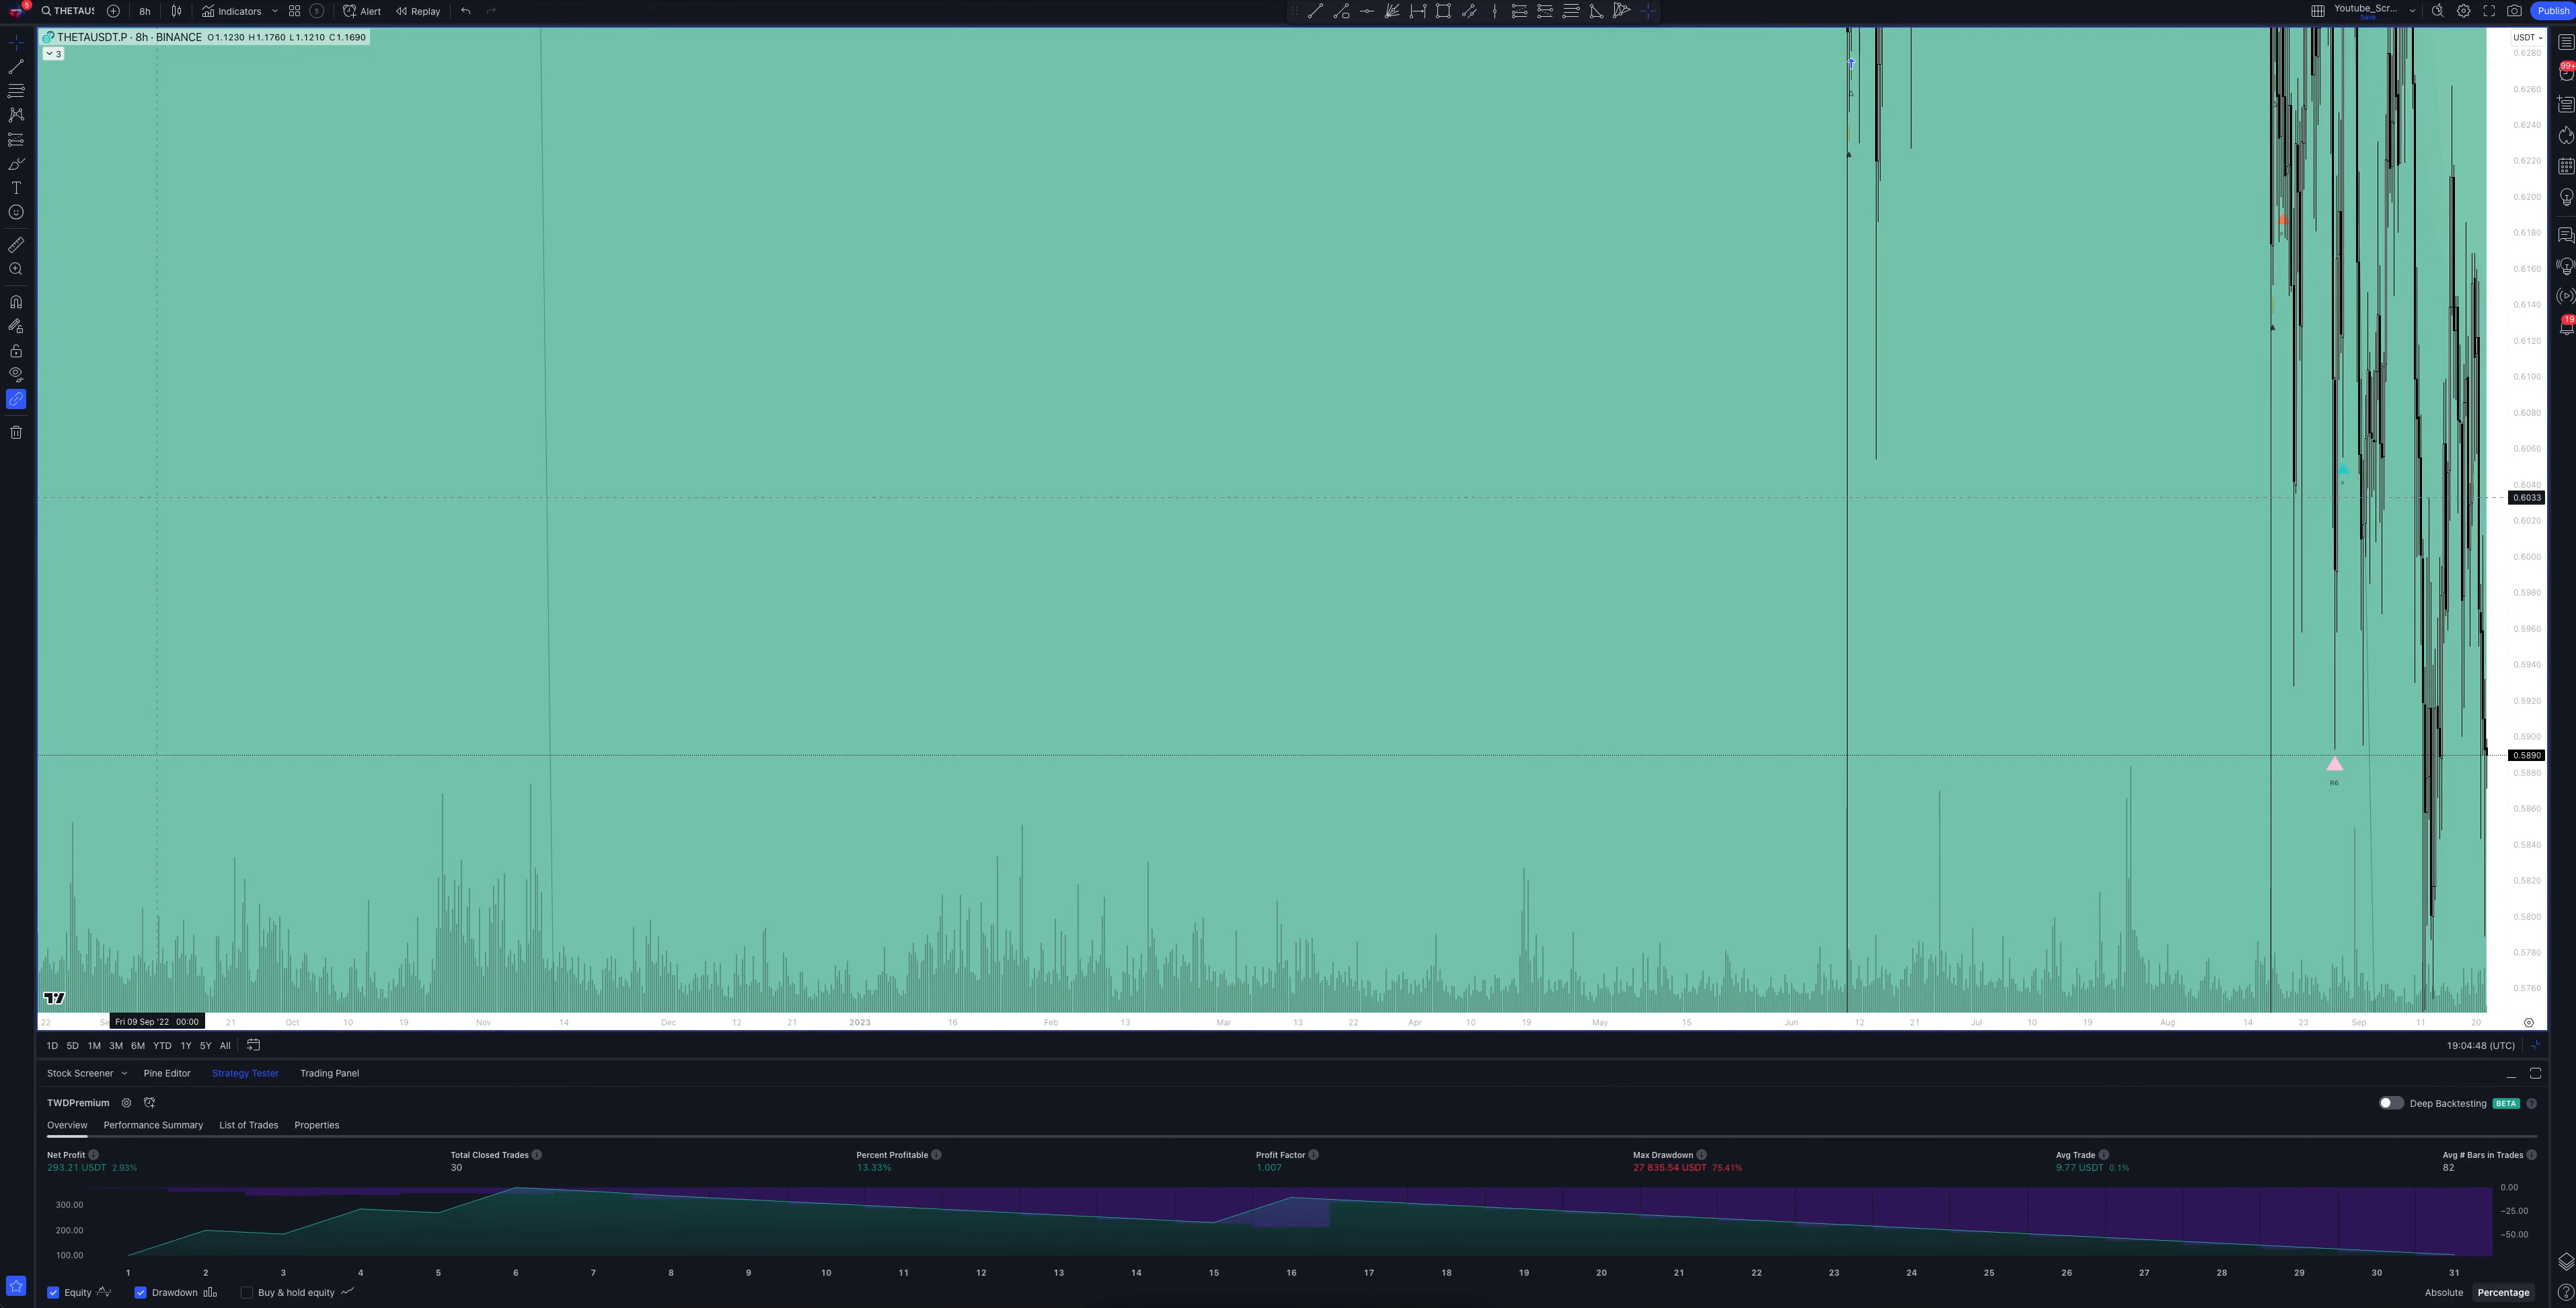 5
THETAUS
8h
Indicators
5
Alert
Replay
Youtube_Scr...
Save
Publish
THETAUSDT.P · 8h · BINANCE O1.1230 H1.1760 L1.1210 C1.1690
3
USDT
0.6280
0.6260
0.6240
0.6220
0.6200
0.6180
0.6160
0.6140
0.6120
0.6100
0.6080
0.6060
0.6040
0.6033
0.6020
0.6000
0.5980
0.5960
0.5940
0.5920
0.5900
0.5890
0.5880
0.5860
0.5840
0.5820
0.5800
0.5780
0.5760
99+
19
R6
22 Se Fri 09 Sep '22 00:00 21 Oct 10 19 Nov 14 Dec 12 21 2023 16 Feb 13 Mar 13 22 Apr 10 19 May 15 Jun 12 21 Jul 10 19 Aug 14 23 Sep 11 20
1D 5D 1M 3M 6M YTD 1Y 5Y All
19:04:48 (UTC)
Stock Screener Pine Editor Strategy Tester Trading Panel
TWDPremium
Deep Backtesting BETA
Overview Performance Summary List of Trades Properties
Net Profit Total Closed Trades Percent Profitable Profit Factor Max Drawdown Avg Trade Avg # Bars in Trades
293.21 USDT 2.93% 30 13.33% 1.007 27 835.54 USDT 75.41% 9.77 USDT 0.1% 82
300.00
200.00
100.00
0.00
−25.00
−50.00
1 2 3 4 5 6 7 8 9 10 11 12 13 14 15 16 17 18 19 20 21 22 23 24 25 26 27 28 29 30 31
Equity Drawdown Buy & hold equity
Absolute Percentage